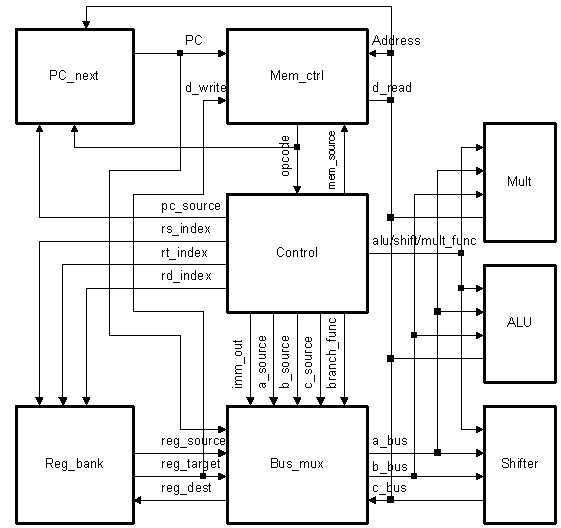 PC
Address
PC_next
Mem_ctrl
d_write
d_read
opcode
mem_source
Mult
pc_source
rs_index
alu/shift/mult_func
rt_index
Control
rd_index
ALU
imm_out
a_source
b_source
c_source
branch_func
reg_source
a_bus
Reg_bank
reg_target
Bus_mux
b_bus
Shifter
reg_dest
c_bus